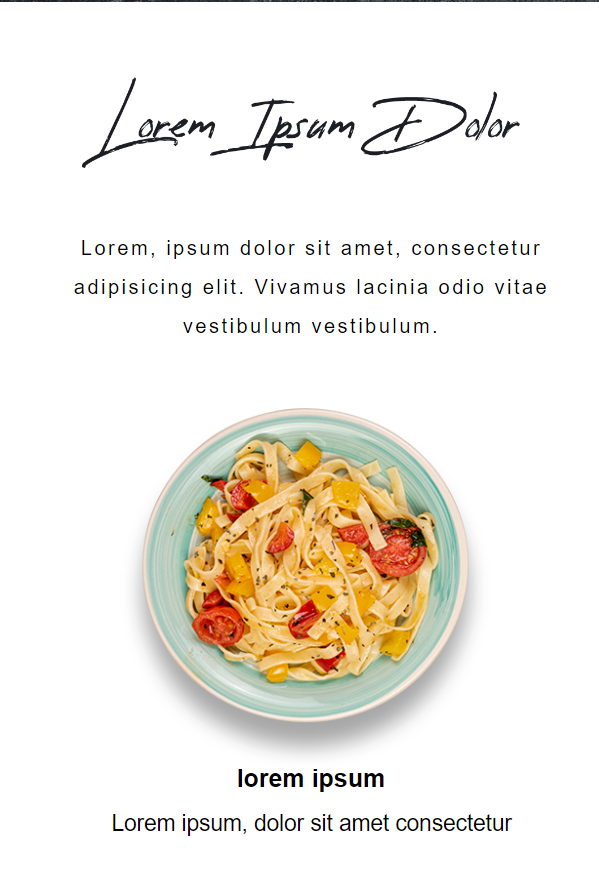 Lorem Ipsum Dolor
Lorem, ipsum dolor sit amet, consectetur
adipisicing elit. Vivamus lacinia odio vitae
vestibulum vestibulum.
lorem ipsum
Lorem ipsum, dolor sit amet consectetur